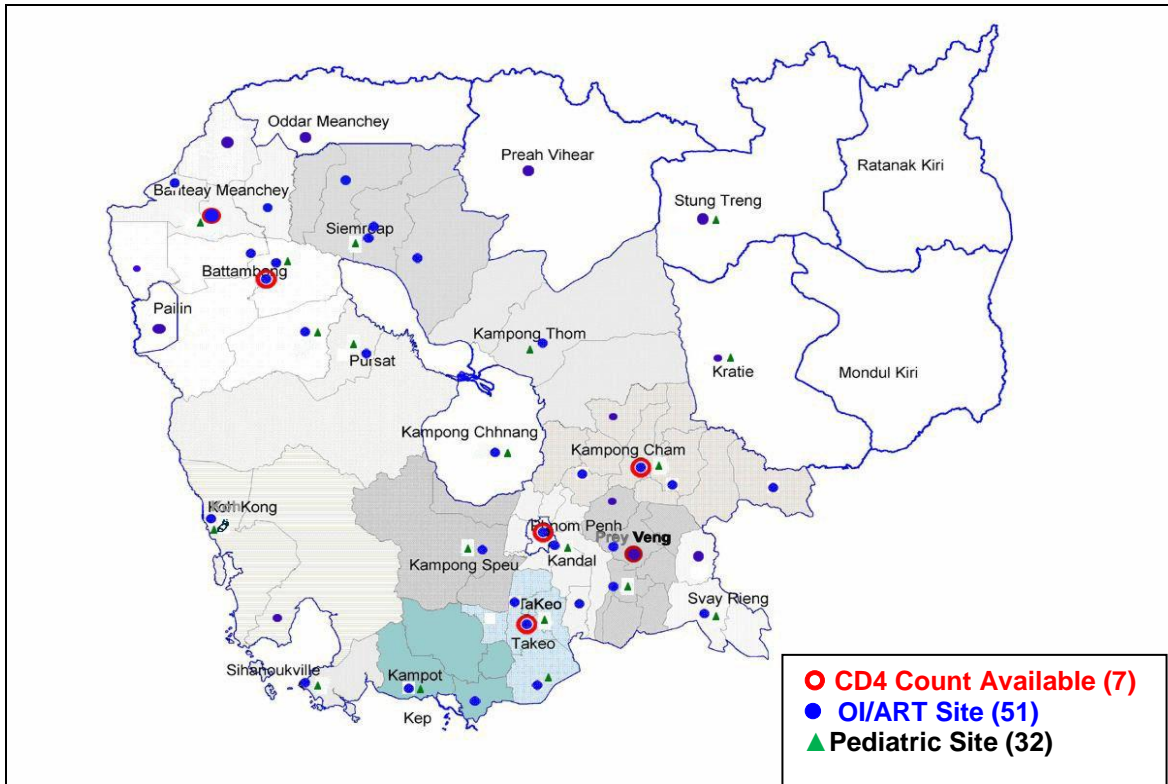 Oddar Meanchey
Preah Vihear
Ratanak Kiri
Banteay Meanchey
Stung Treng
Siemreap
Battambang
Pailin
Kampong Thom
Pursat
Kratie
Mondul Kiri
Kampong Chhnang
Kampong Cham
Koh Kong
Phnom Penh
Prey Veng
Kandal
Kampong Speu
Svay Rieng
TaKeo
Takeo
Sihanoukville
Kampot
Kep
CD4 Count Available (7)
OI/ART Site (51)
Pediatric Site (32)